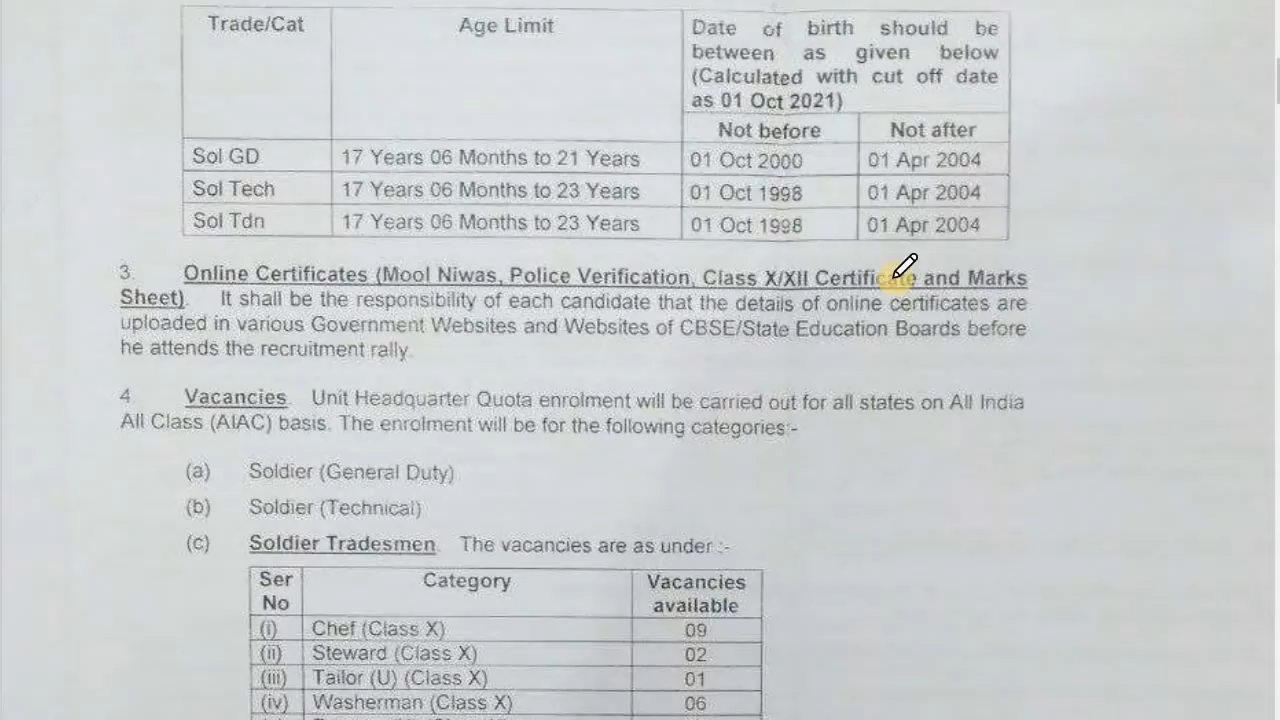 Trade/Cat Age Limit Date of birth should be
between as given below
(Calculated with cut off date
as 01 Oct 2021)
Not before Not after
Sol GD 17 Years 06 Months to 21 Years 01 Oct 2000 01 Apr 2004
Sol Tech 17 Years 06 Months to 23 Years 01 Oct 1998 01 Apr 2004
Sol Tdn 17 Years 06 Months to 23 Years 01 Oct 1998 01 Apr 2004
3. Online Certificates (Mool Niwas, Police Verification, Class X/XII Certificate and Marks
Sheet) It shall be the responsibility of each candidate that the details of online certificates are
uploaded in various Government Websites and Websites of CBSE/State Education Boards before
he attends the recruitment rally.
4 Vacancies. Unit Headquarter Quota enrolment will be carried out for all states on All India
All Class (AIAC) basis. The enrolment will be for the following categories:-
(a) Soldier (General Duty)
(b) Soldier (Technical)
(c) Soldier Tradesmen. The vacancies are as under :-
Ser Category Vacancies
No available
(i) Chef (Class X) 09
(ii) Steward (Class X) 02
(iii) Tailor (U) (Class X) 01
(iv) Washerman (Class X) 06